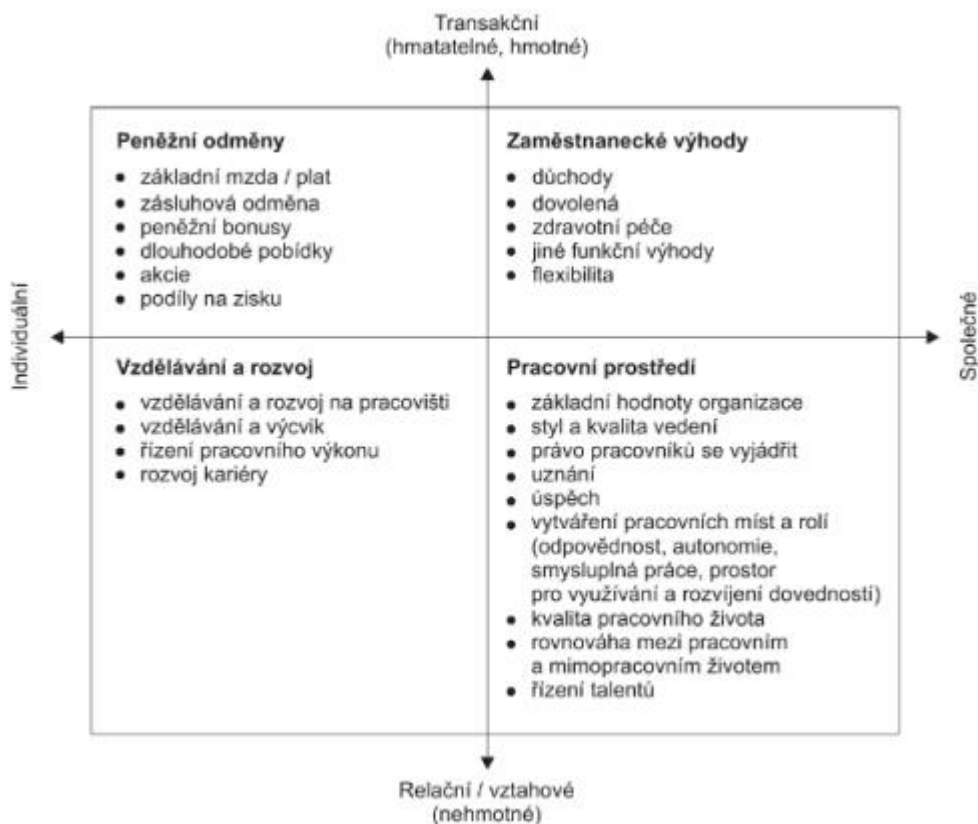 Transakční
(hmatatelné, hmotné)
Individuální
Společné
Peněžní odměny
• základní mzda / plat
• zásluhová odměna
• peněžní bonusy
• dlouhodobé pobídky
• akcie
• podíly na zisku
Zaměstnanecké výhody
• důchody
• dovolená
• zdravotní péče
• jiné funkční výhody
• flexibilita
Vzdělávání a rozvoj
• vzdělávání a rozvoj na pracovišti
• vzdělávání a výcvik
• řízení pracovního výkonu
• rozvoj kariéry
Pracovní prostředí
• základní hodnoty organizace
• styl a kvalita vedení
• právo pracovníků se vyjádřit
• uznání
• úspěch
• vytváření pracovních míst a rolí
(odpovědnost, autonomie,
smysluplná práce, prostor
pro využívání a rozvíjení dovedností)
• kvalita pracovního života
• rovnováha mezi pracovním
a mimopracovním životem
• řízení talentů
Relační / vztahové
(nehmotné)